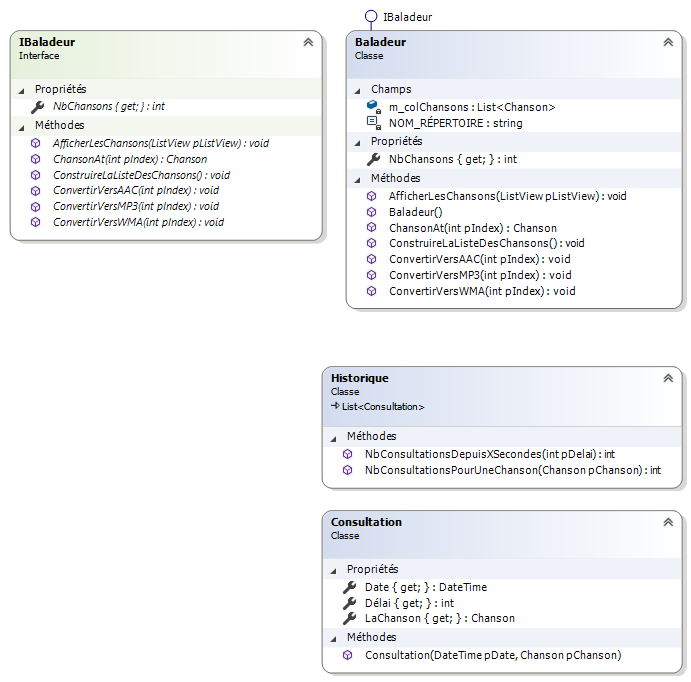 IBaladeur
Interface
Propriétés
NbChansons { get; } : int
Méthodes
AfficherLesChansons(ListView pListView) : void
ChansonAt(int pIndex) : Chanson
ConstruireLaListeDesChansons() : void
ConvertirVersAAC(int pIndex) : void
ConvertirVersMP3(int pIndex) : void
ConvertirVersWMA(int pIndex) : void
IBaladeur
Baladeur
Classe
Champs
m_colChansons : List<Chanson>
NOM_RÉPERTOIRE : string
Propriétés
NbChansons { get; } : int
Méthodes
AfficherLesChansons(ListView pListView) : void
Baladeur()
ChansonAt(int pIndex) : Chanson
ConstruireLaListeDesChansons() : void
ConvertirVersAAC(int pIndex) : void
ConvertirVersMP3(int pIndex) : void
ConvertirVersWMA(int pIndex) : void
Historique
Classe
List<Consultation>
Méthodes
NbConsultationsDepuisXSecondes(int pDelai) : int
NbConsultationsPourUneChanson(Chanson pChanson) : int
Consultation
Classe
Propriétés
Date { get; } : DateTime
Délai { get; } : int
LaChanson { get; } : Chanson
Méthodes
Consultation(DateTime pDate, Chanson pChanson)